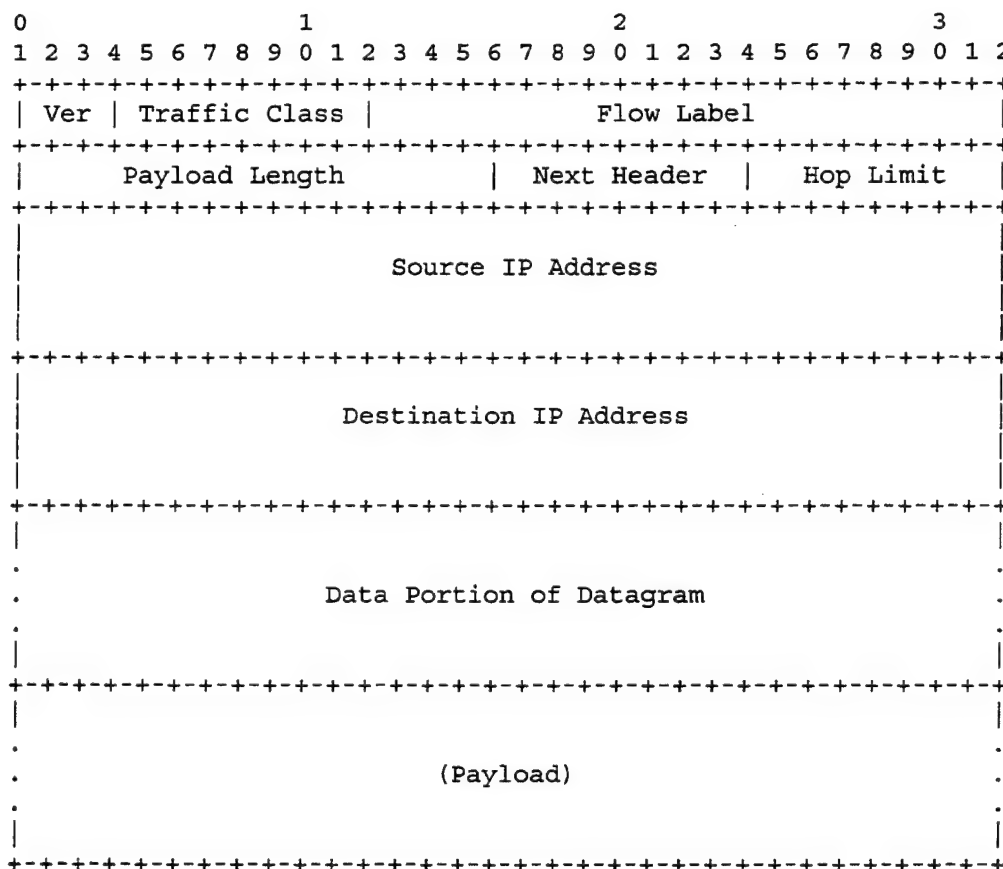 0 1 2 3
1 2 3 4 5 6 7 8 9 0 1 2 3 4 5 6 7 8 9 0 1 2 3 4 5 6 7 8 9 0 1 2
+-+-+-+-+-+-+-+-+-+-+-+-+-+-+-+-+-+-+-+-+-+-+-+-+-+-+-+-+-+-+-+-+
| Ver | Traffic Class | Flow Label |
+-+-+-+-+-+-+-+-+-+-+-+-+-+-+-+-+-+-+-+-+-+-+-+-+-+-+-+-+-+-+-+-+
| Payload Length | Next Header | Hop Limit |
+-+-+-+-+-+-+-+-+-+-+-+-+-+-+-+-+-+-+-+-+-+-+-+-+-+-+-+-+-+-+-+-+
Source IP Address
+-+-+-+-+-+-+-+-+-+-+-+-+-+-+-+-+-+-+-+-+-+-+-+-+-+-+-+-+-+-+-+-+
Destination IP Address
+-+-+-+-+-+-+-+-+-+-+-+-+-+-+-+-+-+-+-+-+-+-+-+-+-+-+-+-+-+-+-+-+
Data Portion of Datagram
+-+-+-+-+-+-+-+-+-+-+-+-+-+-+-+-+-+-+-+-+-+-+-+-+-+-+-+-+-+-+-+-+
(Payload)
+-+-+-+-+-+-+-+-+-+-+-+-+-+-+-+-+-+-+-+-+-+-+-+-+-+-+-+-+-+-+-+-+